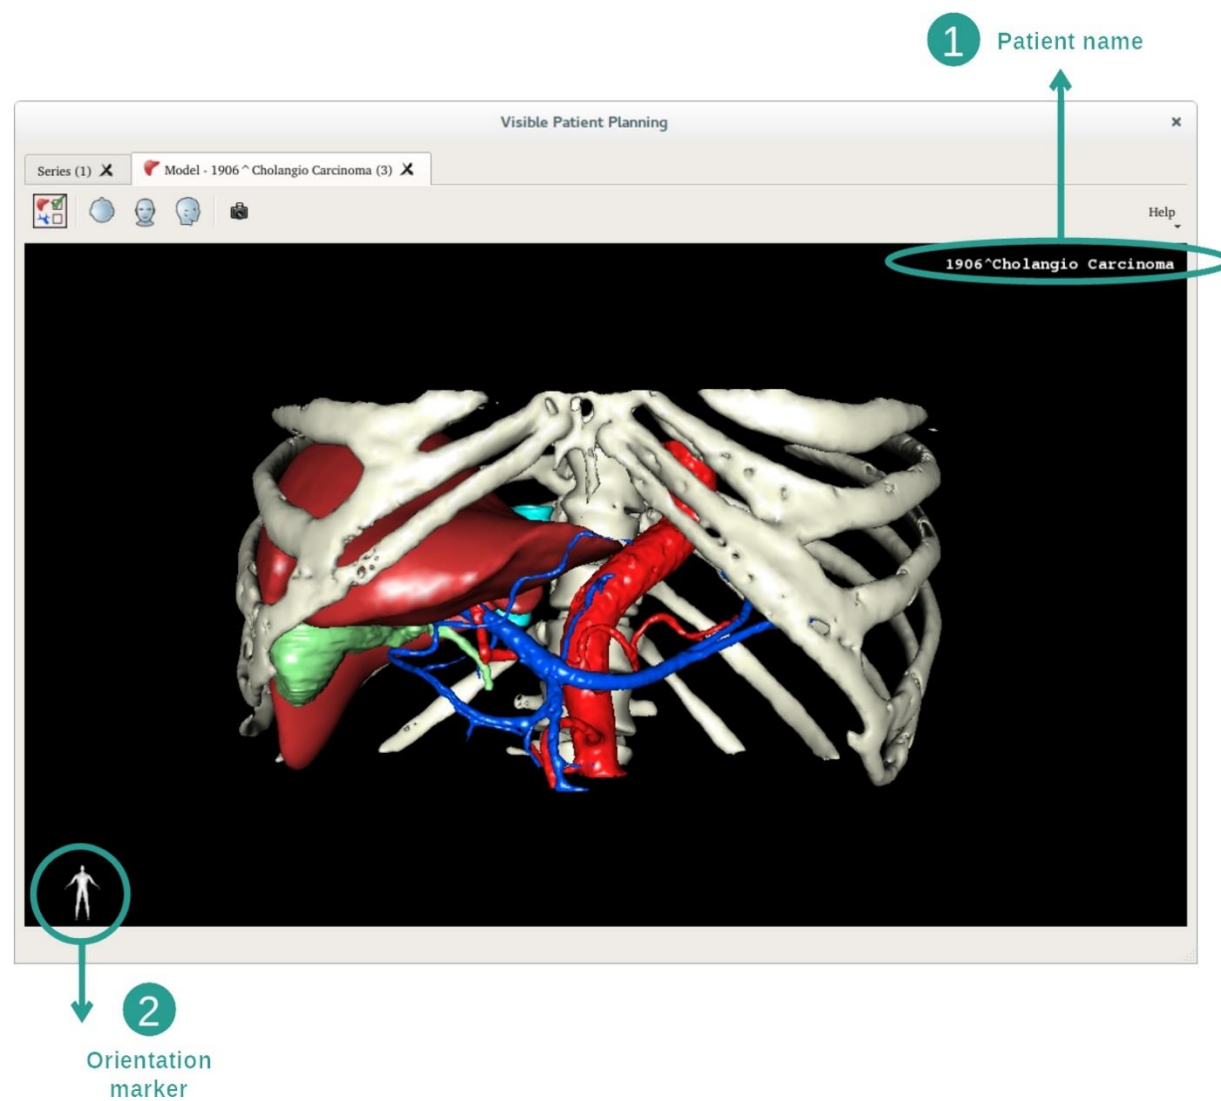 1 Patient name
Visible Patient Planning
Series (1) Model - 1906^Cholangio Carcinoma (3)
Help
1906^Cholangio Carcinoma
2
Orientation
marker